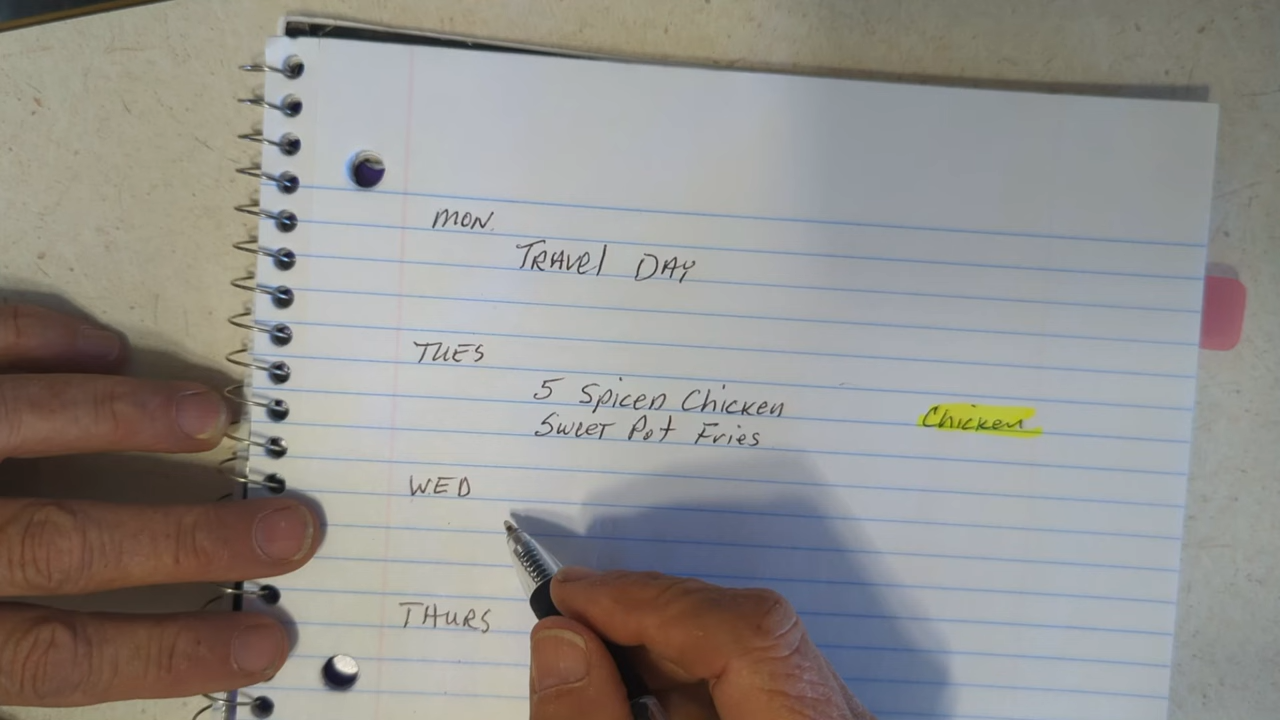 MON.
TRAVEl DAY
TUES
5 Spicen Chicken
Sweet Pot Fries
Chicken
WED
THURS